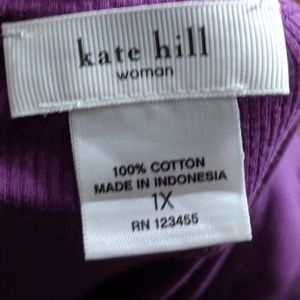 kate hill
woman
100% COTTON
MADE IN INDONESIA
1X
RN 123455